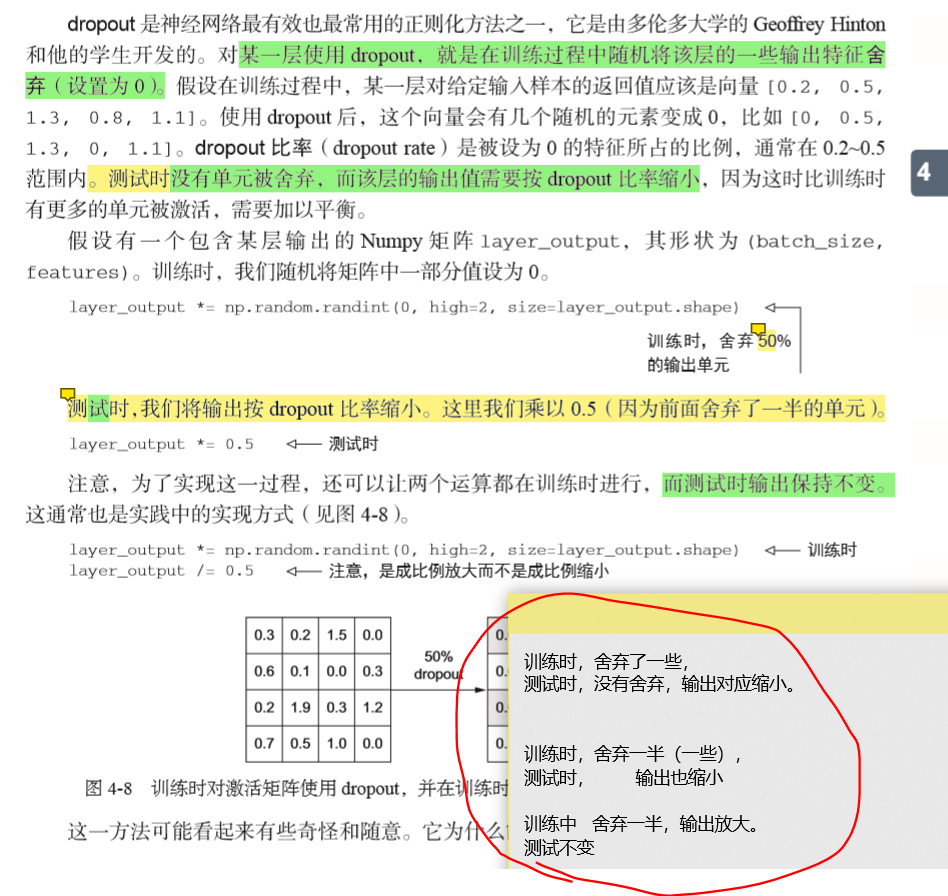 dropout 是神经网络最有效也最常用的正则化方法之一，它是由多伦多大学的 Geoffrey Hinton
和他的学生开发的。对某一层使用 dropout，就是在训练过程中随机将该层的一些输出特征舍
弃（设置为 0）。假设在训练过程中，某一层对给定输入样本的返回值应该是向量 [0.2, 0.5,
1.3, 0.8, 1.1]。使用 dropout 后，这个向量会有几个随机的元素变成 0，比如 [0, 0.5,
1.3, 0, 1.1]。dropout 比率（dropout rate）是被设为 0 的特征所占的比例，通常在 0.2~0.5
范围内。测试时没有单元被舍弃，而该层的输出值需要按 dropout 比率缩小，因为这时比训练时
有更多的单元被激活，需要加以平衡。
4
假设有一个包含某层输出的 Numpy 矩阵 layer_output，其形状为 (batch_size,
features)。训练时，我们随机将矩阵中一部分值设为 0。
layer_output *= np.random.randint(0, high=2, size=layer_output.shape)
训练时，舍弃 50%
的输出单元
测试时，我们将输出按 dropout 比率缩小。这里我们乘以 0.5（因为前面舍弃了一半的单元）。
layer_output *= 0.5 测试时
注意，为了实现这一过程，还可以让两个运算都在训练时进行，而测试时输出保持不变。
这通常也是实践中的实现方式（见图 4-8）。
layer_output *= np.random.randint(0, high=2, size=layer_output.shape) 训练时
layer_output /= 0.5 注意，是成比例放大而不是成比例缩小
0.3 0.2 1.5 0.0
0.6 0.1 0.0 0.3
0.2 1.9 0.3 1.2
0.7 0.5 1.0 0.0
50%
dropout
0.
0.
0.
0.
训练时，舍弃了一些，
测试时，没有舍弃，输出对应缩小。
训练时，舍弃一半（一些），
测试时， 输出也缩小
训练中 舍弃一半，输出放大。
测试不变
图 4-8 训练时对激活矩阵使用 dropout，并在训练时
这一方法可能看起来有些奇怪和随意。它为什么